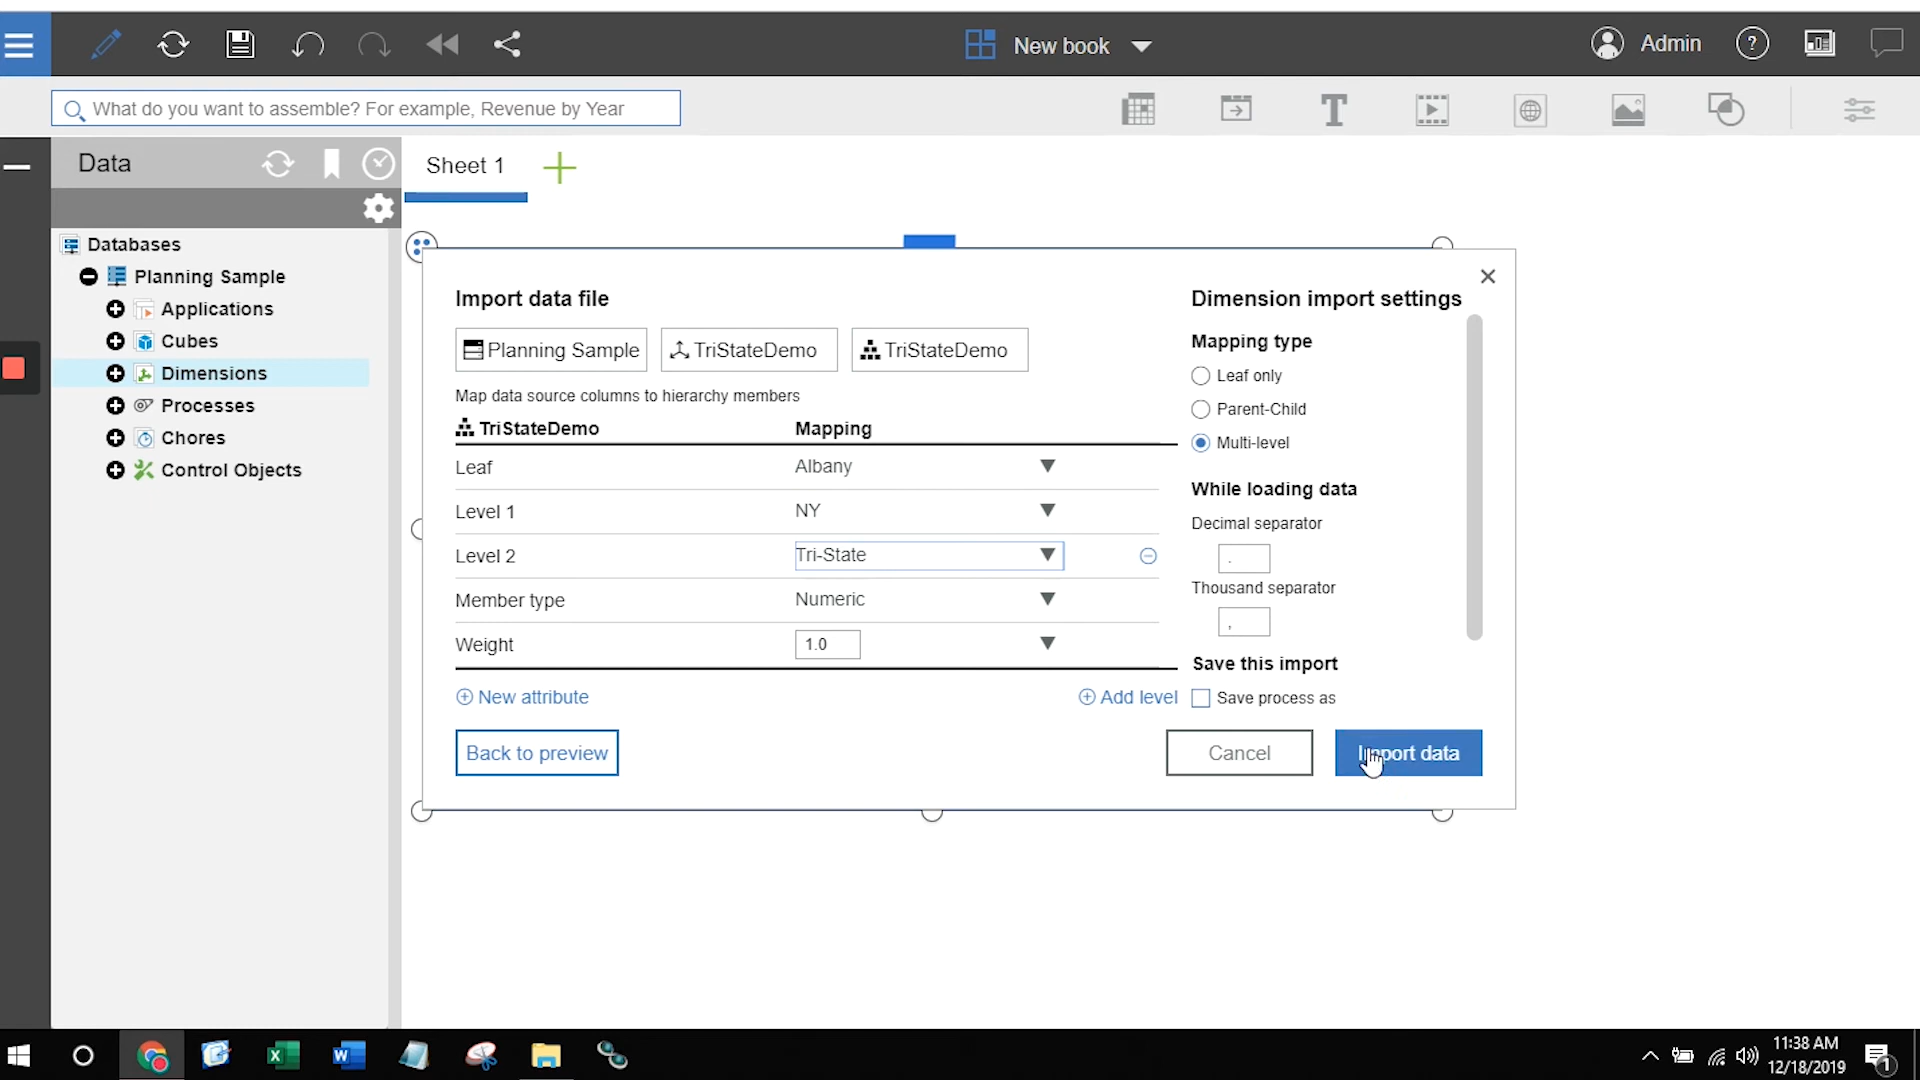 New book
Admin
What do you want to assemble? For example, Revenue by Year
Data
Sheet 1
Databases
Planning Sample
Applications
Cubes
Dimensions
Processes
Chores
Control Objects
Import data file
Planning Sample
TriStateDemo
TriStateDemo
Map data source columns to hierarchy members
TriStateDemo
Mapping
Leaf
Albany
Level 1
NY
Level 2
Tri-State
Member type
Numeric
Weight
1.0
New attribute
Add level
Back to preview
Dimension import settings
Mapping type
Leaf only
Parent-Child
Multi-level
While loading data
Decimal separator
.
Thousand separator
,
Save this import
Save process as
Cancel
Import data
11:38 AM
12/18/2019
1